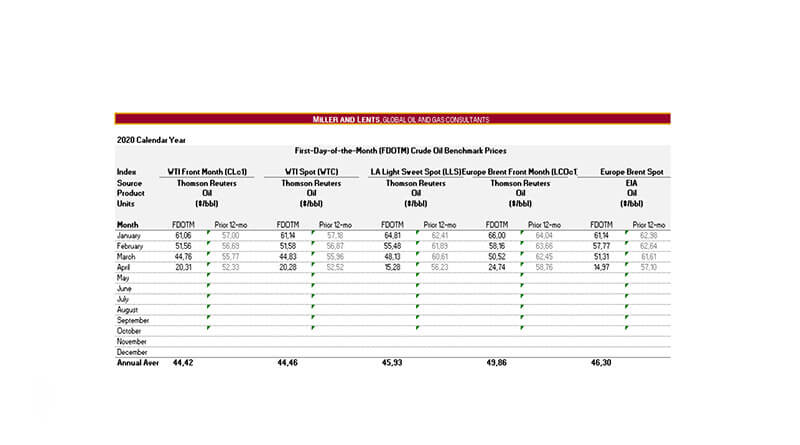 MILLER AND LENTS, GLOBAL OIL AND GAS CONSULTANTS
2020 Calendar Year
First-Day-of-the-Month (FDOTM) Crude Oil Benchmark Prices
Index WTI Front Month (CLc1) WTI Spot (WTC) LA Light Sweet Spot (LLS) Europe Brent Front Month (LCOc1 Europe Brent Spot
Source Thomson Reuters Thomson Reuters Thomson Reuters Thomson Reuters EIA
Product Oil Oil Oil Oil Oil
Units ($/bbl) ($/bbl) ($/bbl) ($/bbl) ($/bbl)
Month FDOTM Prior 12-mo FDOTM Prior 12-mo FDOTM Prior 12-mo FDOTM Prior 12-mo FDOTM Prior 12-mo
January 61,06 57,00 61,14 57,18 64,81 62,41 66,00 64,04 61,14 62,98
February 51,56 56,69 51,58 56,87 55,48 61,89 58,16 63,66 57,77 62,64
March 44,76 55,77 44,83 55,96 48,13 60,61 50,52 62,45 51,31 61,61
April 20,31 52,33 20,28 52,52 15,28 56,23 24,74 58,76 14,97 57,10
May
June
July
August
September
October
November
December
Annual Aver 44,42 44,46 45,93 49,86 46,30